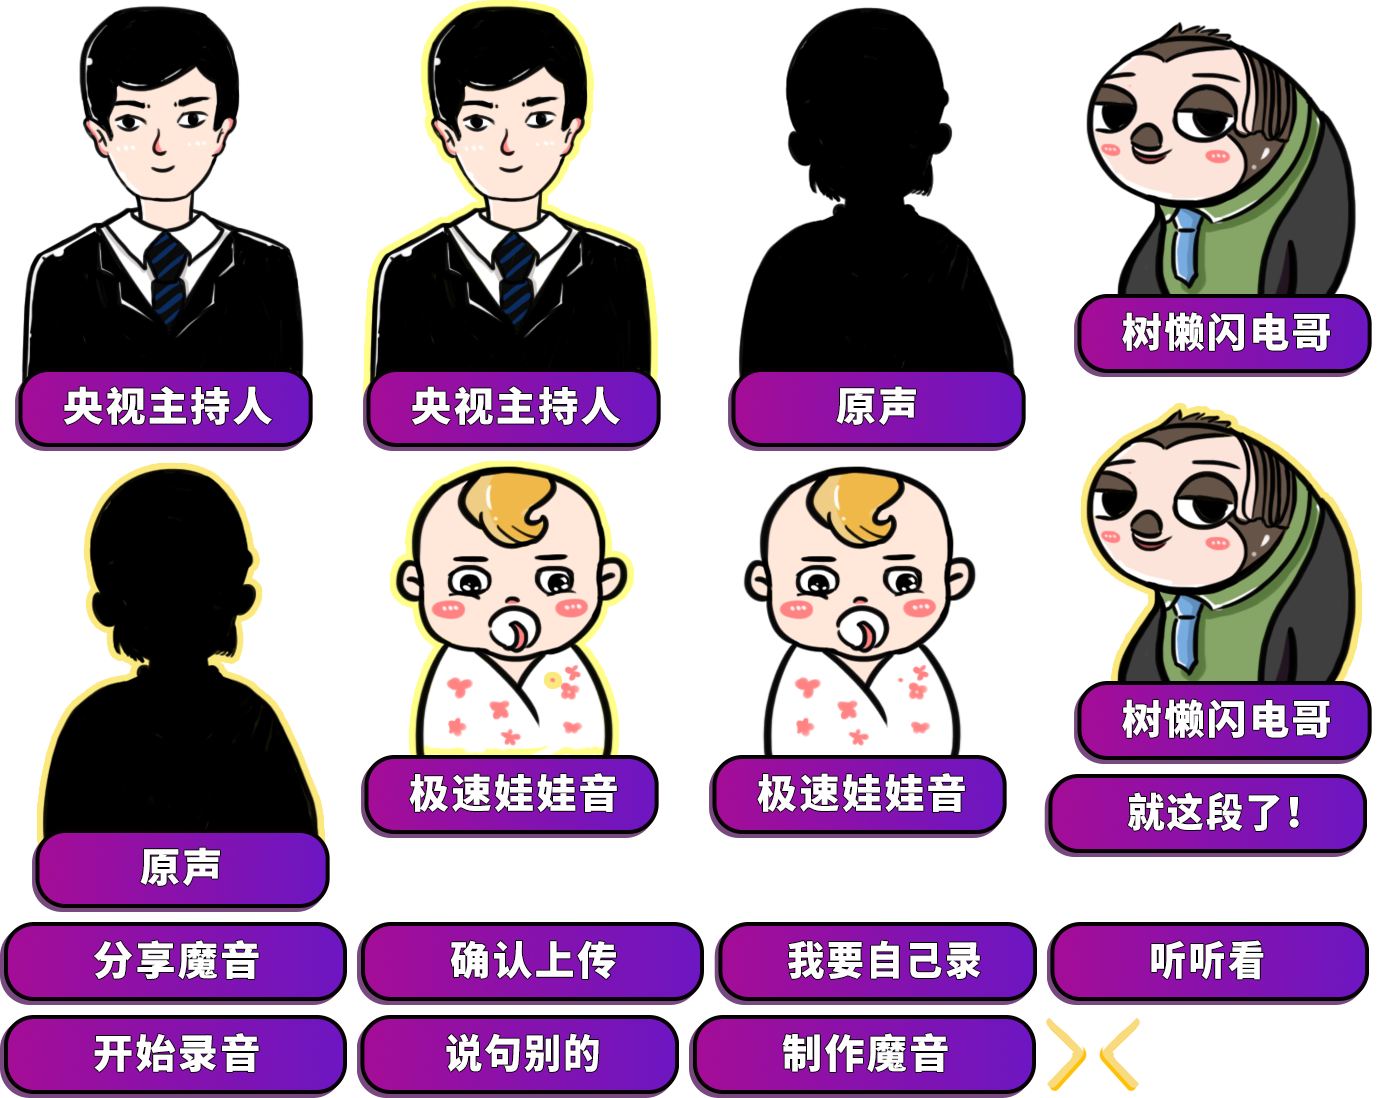 央视主持人
央视主持人
原声
树懒闪电哥
原声
极速娃娃音
极速娃娃音
树懒闪电哥
就这段了！
分享魔音
确认上传
我要自己录
听听看
开始录音
说句别的
制作魔音